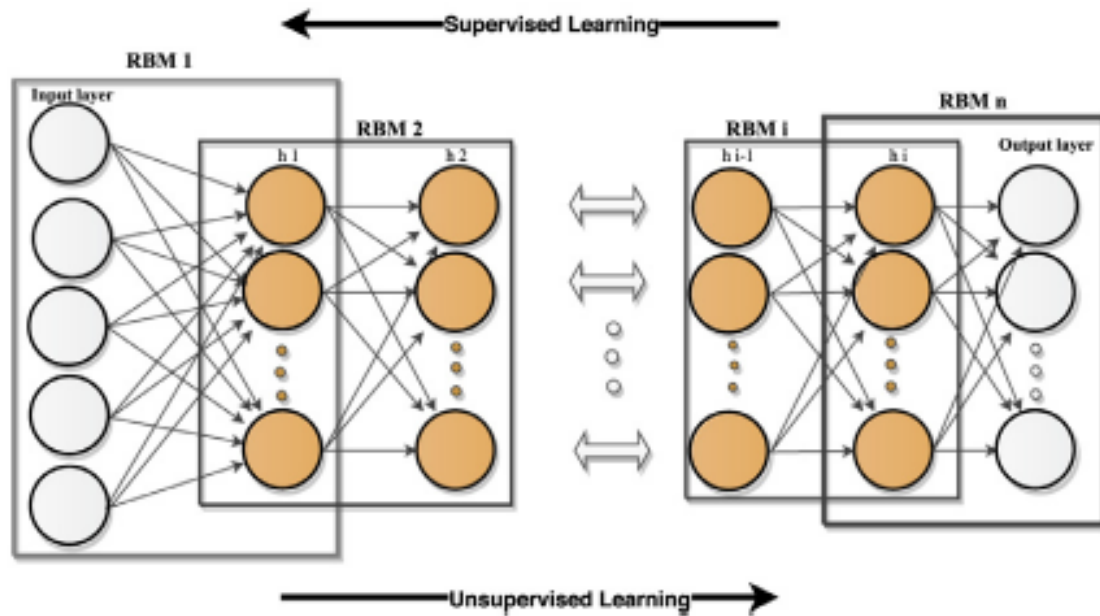 Supervised Learning
RBM 1
Input layer
RBM 2
h 1
h 2
RBM i
h i-1
h i
RBM n
Output layer
Unsupervised Learning